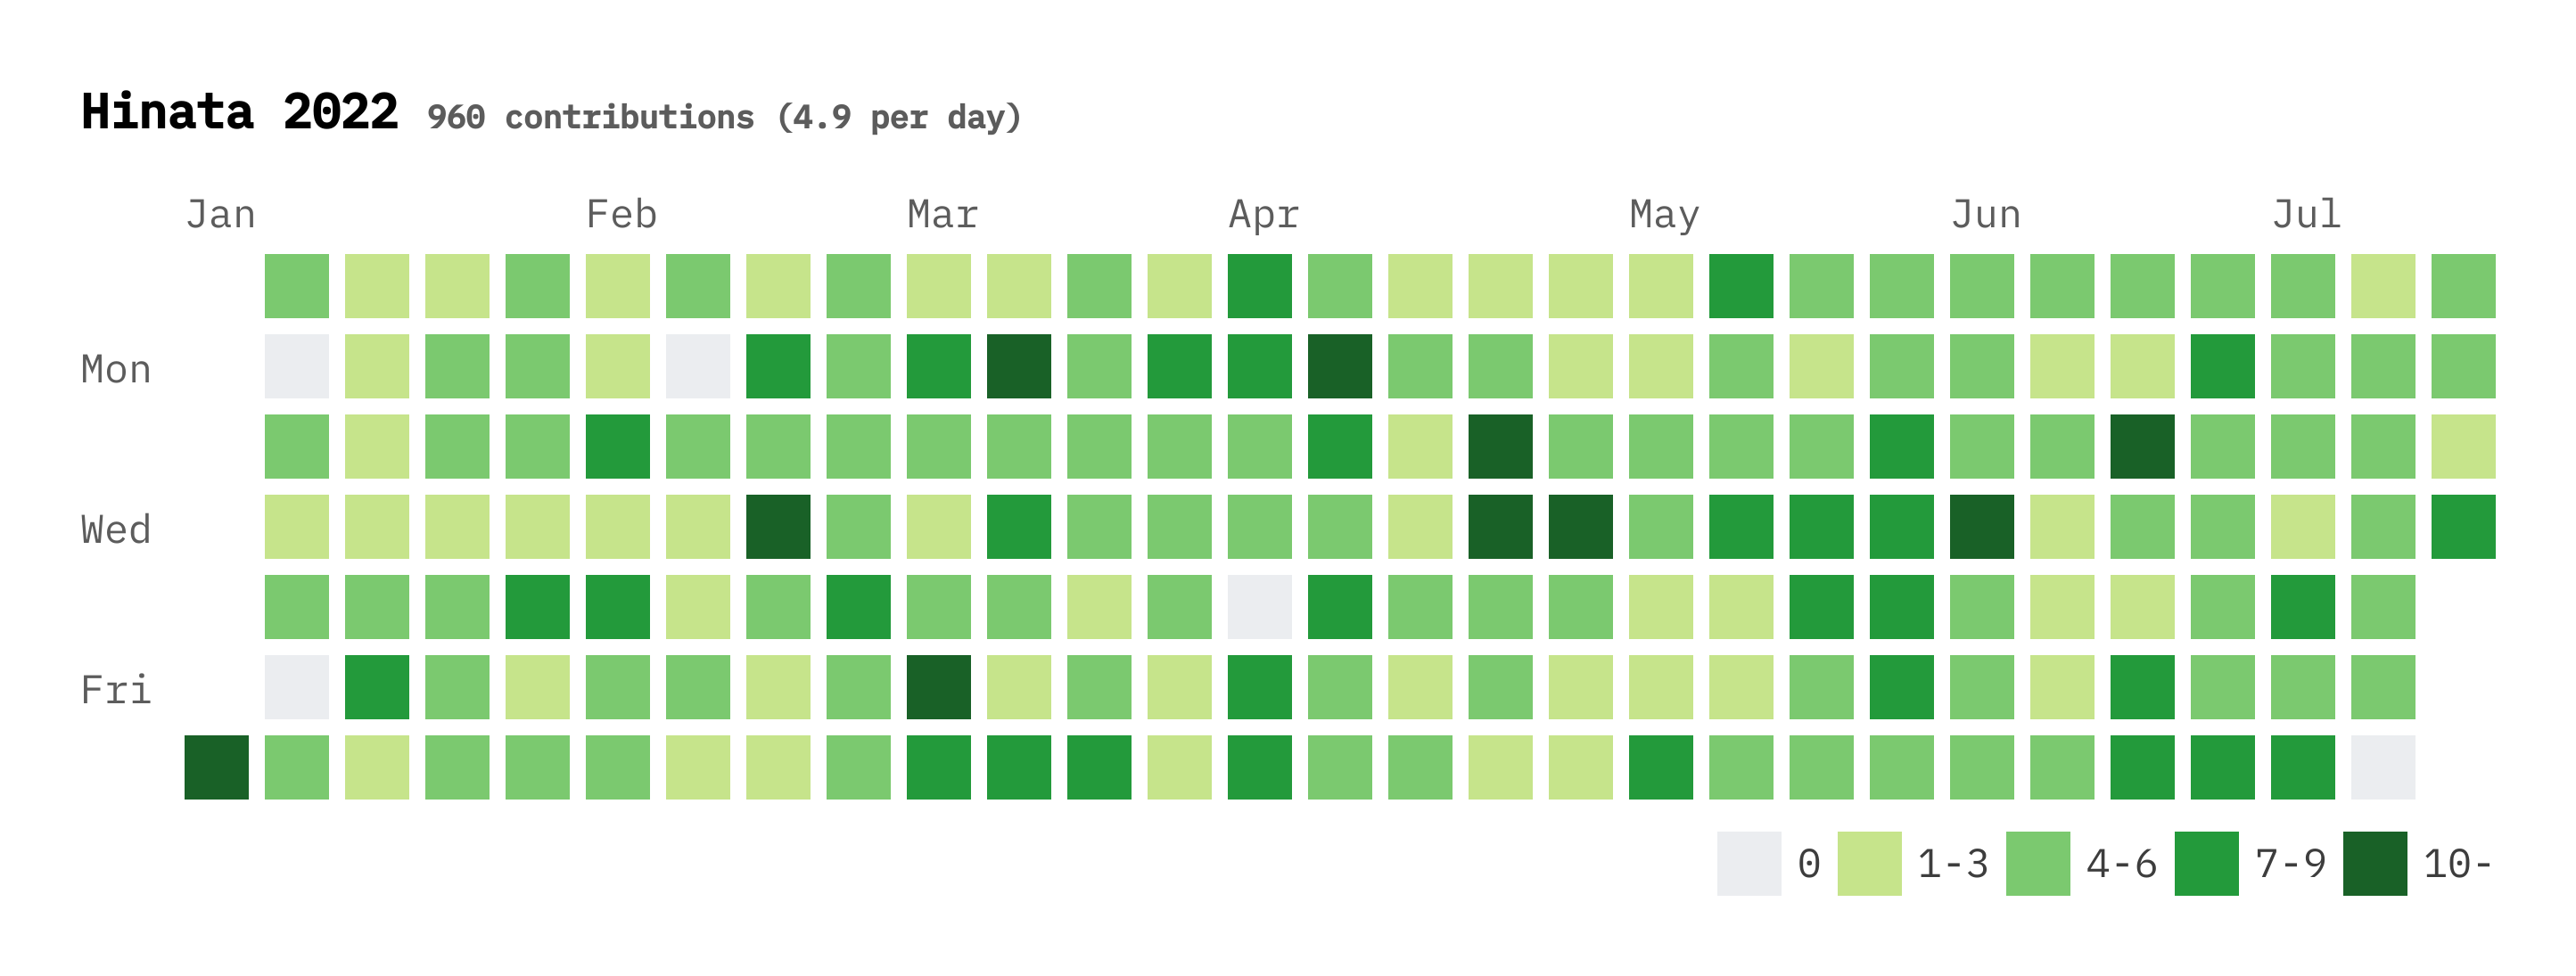 Hinata 2022 960 contributions (4.9 per day)
Jan Feb Mar Apr May Jun Jul
Mon
Wed
Fri
0 1-3 4-6 7-9 10-